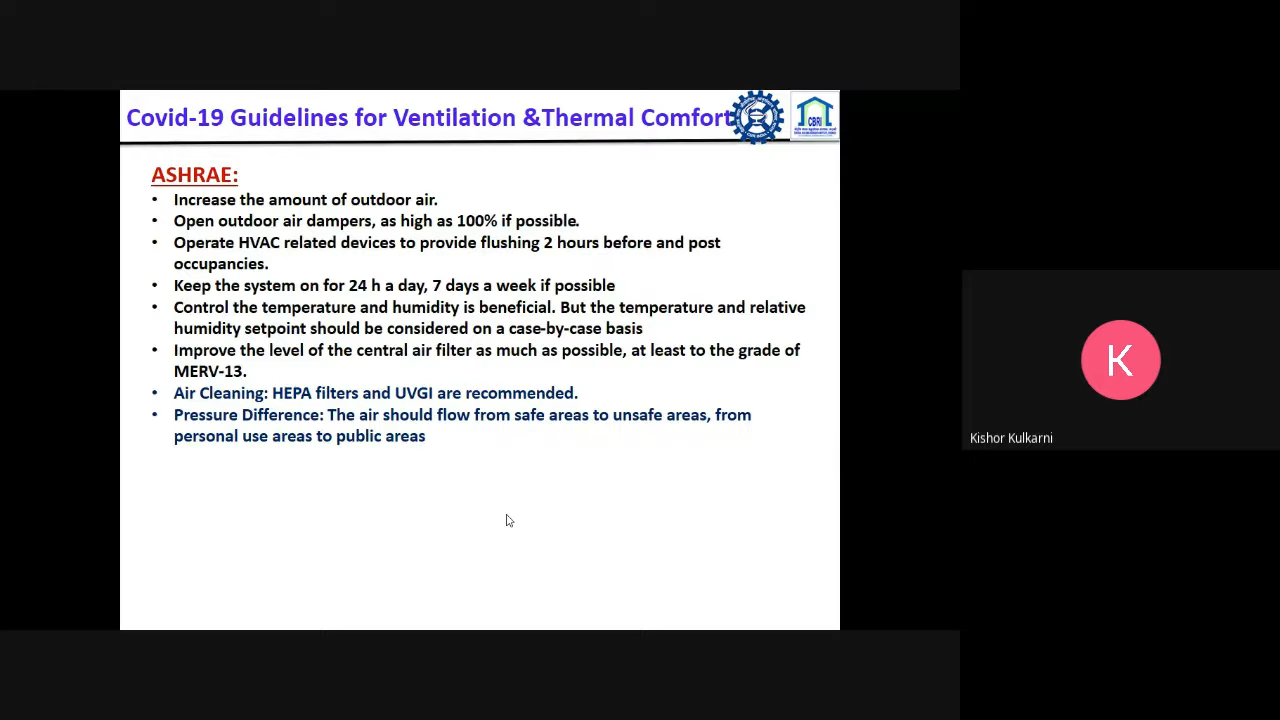 Covid-19 Guidelines for Ventilation &Thermal Comfort
CBRI
ASHRAE:
• Increase the amount of outdoor air.
• Open outdoor air dampers, as high as 100% if possible.
• Operate HVAC related devices to provide flushing 2 hours before and post
occupancies.
• Keep the system on for 24 h a day, 7 days a week if possible
• Control the temperature and humidity is beneficial. But the temperature and relative
humidity setpoint should be considered on a case-by-case basis
• Improve the level of the central air filter as much as possible, at least to the grade of
MERV-13.
• Air Cleaning: HEPA filters and UVGI are recommended.
• Pressure Difference: The air should flow from safe areas to unsafe areas, from
personal use areas to public areas
K
Kishor Kulkarni